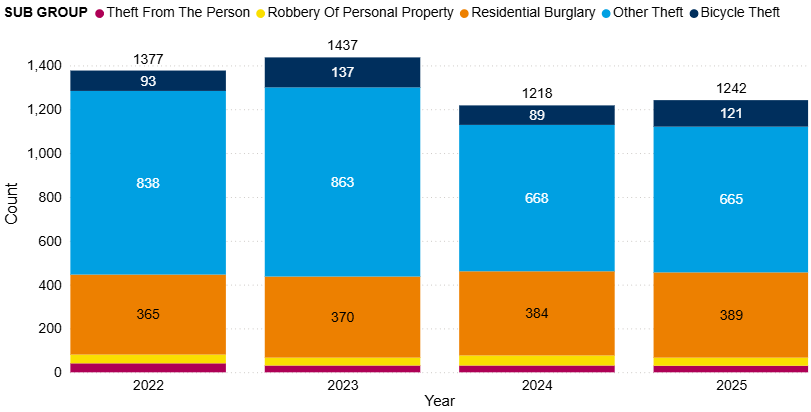 SUB GROUP Theft From The Person Robbery Of Personal Property Residential Burglary Other Theft Bicycle Theft
1377 1437 1218 1242
1,400
1,200
1,000
800
600
400
200
0
Count
93 137 89 121
838 863 668 665
365 370 384 389
2022 2023 2024 2025
Year